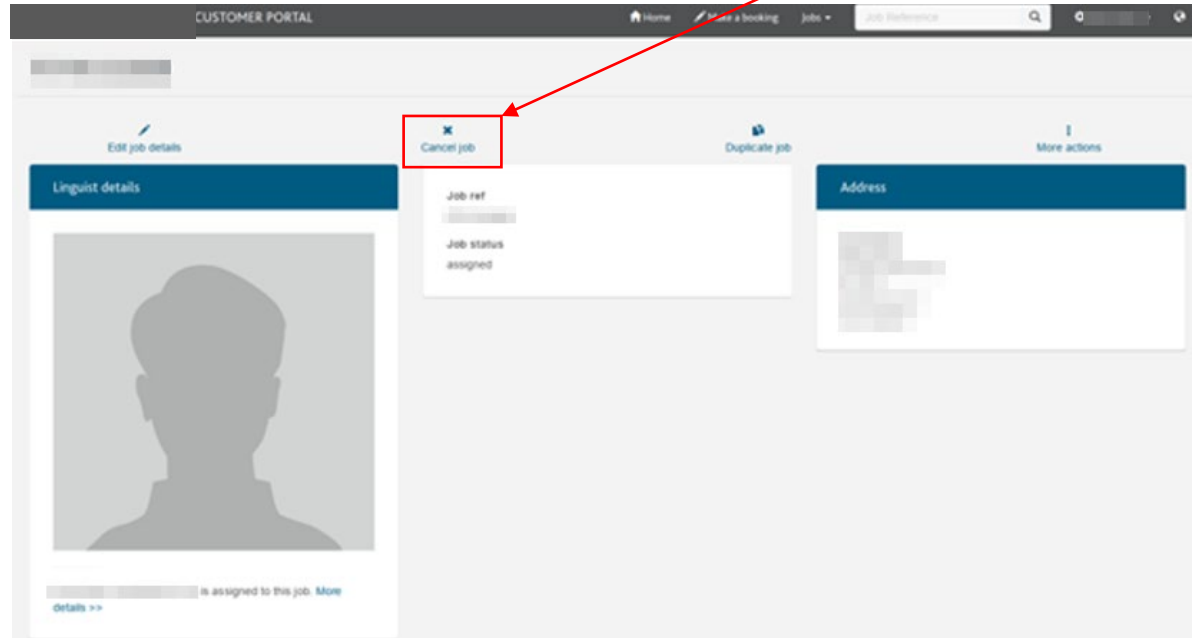 CUSTOMER PORTAL Home Make a booking Jobs Job Reference
Edit job details Cancel job Duplicate job More actions
Linguist details
Job ref
Job status
assigned
Address
is assigned to this job. More
details >>